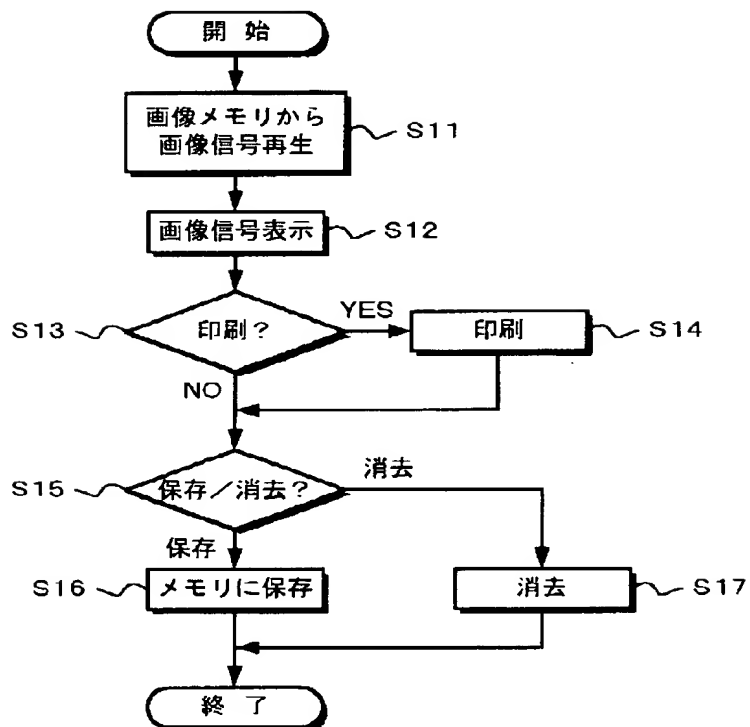 開 始
画像メモリから
画像信号再生
S11
画像信号表示
S12
S13
印刷?
YES
印刷
S14
NO
S15
保存/消去?
消去
保存
S16
メモリに保存
消去
S17
終 了